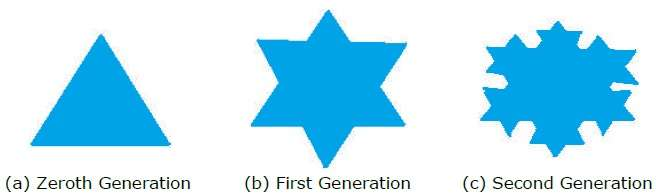 (a) Zeroth Generation (b) First Generation (c) Second Generation